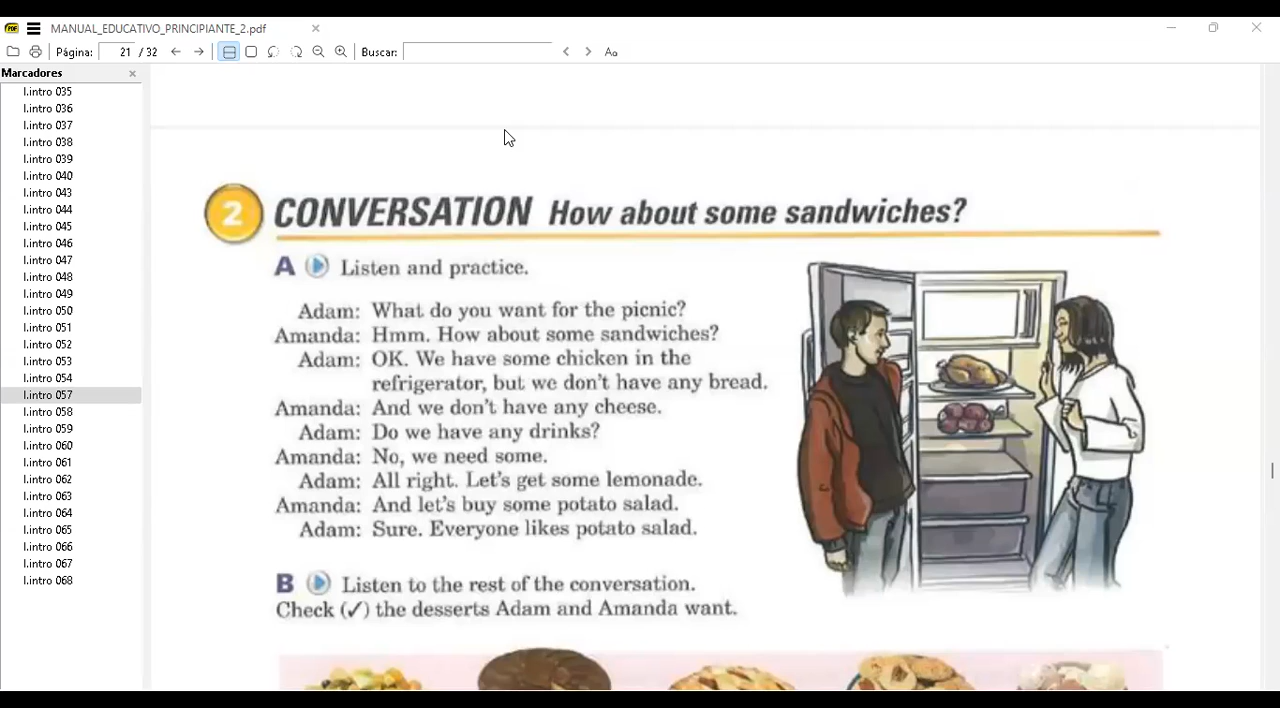 MANUAL_EDUCATIVO_PRINCIPIANTE_2.pdf
Página: 21 / 32 Buscar: Aa
Marcadores
I.intro 035
I.intro 036
I.intro 037
I.intro 038
I.intro 039
I.intro 040
I.intro 043
I.intro 044
I.intro 045
I.intro 046
I.intro 047
I.intro 048
I.intro 049
I.intro 050
I.intro 051
I.intro 052
I.intro 053
I.intro 054
I.intro 057
I.intro 058
I.intro 059
I.intro 060
I.intro 061
I.intro 062
I.intro 063
I.intro 064
I.intro 065
I.intro 066
I.intro 067
I.intro 068
2 CONVERSATION How about some sandwiches?
A Listen and practice.
Adam: What do you want for the picnic?
Amanda: Hmm. How about some sandwiches?
Adam: OK. We have some chicken in the
refrigerator, but we don't have any bread.
Amanda: And we don't have any cheese.
Adam: Do we have any drinks?
Amanda: No, we need some.
Adam: All right. Let's get some lemonade.
Amanda: And let's buy some potato salad.
Adam: Sure. Everyone likes potato salad.
B Listen to the rest of the conversation.
Check (✓) the desserts Adam and Amanda want.